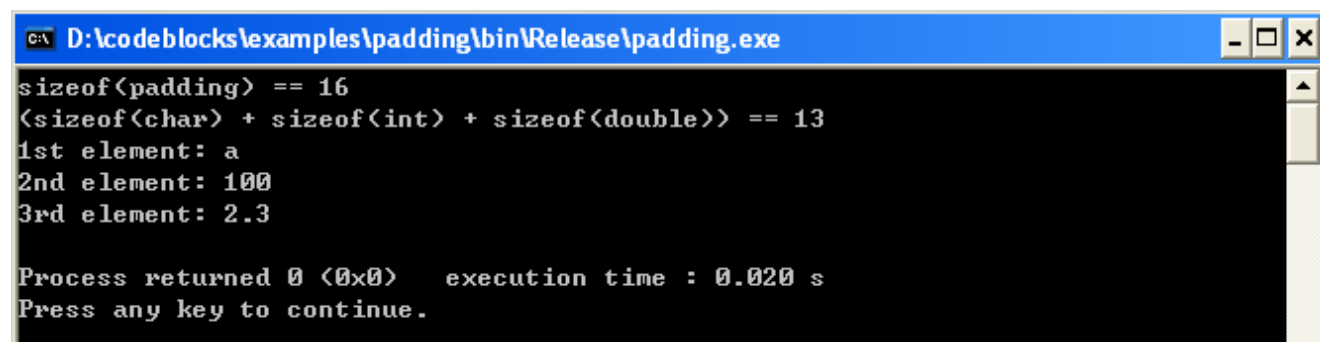 D:\codeblocks\examples\padding\bin\Release\padding.exe
sizeof(padding) == 16
(sizeof(char) + sizeof(int) + sizeof(double)) == 13
1st element: a
2nd element: 100
3rd element: 2.3
Process returned 0 (0x0)   execution time : 0.020 s
Press any key to continue.